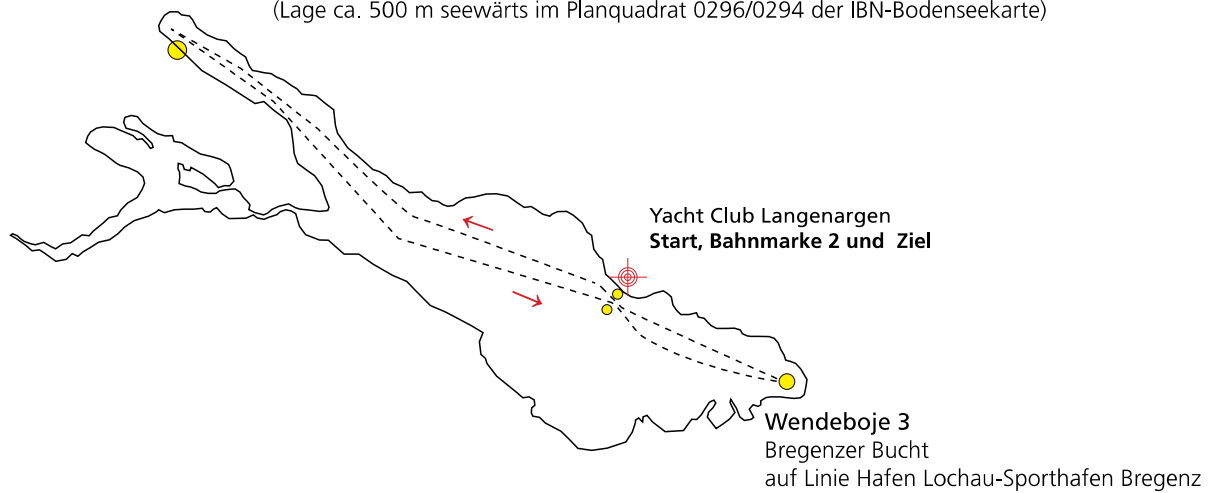 (Lage ca. 500 m seewärts im Planquadrat 0296/0294 der IBN-Bodenseekarte)
Yacht Club Langenargen
Start, Bahnmarke 2 und Ziel
Wendeboje 3
Bregenzer Bucht
auf Linie Hafen Lochau-Sporthafen Bregenz